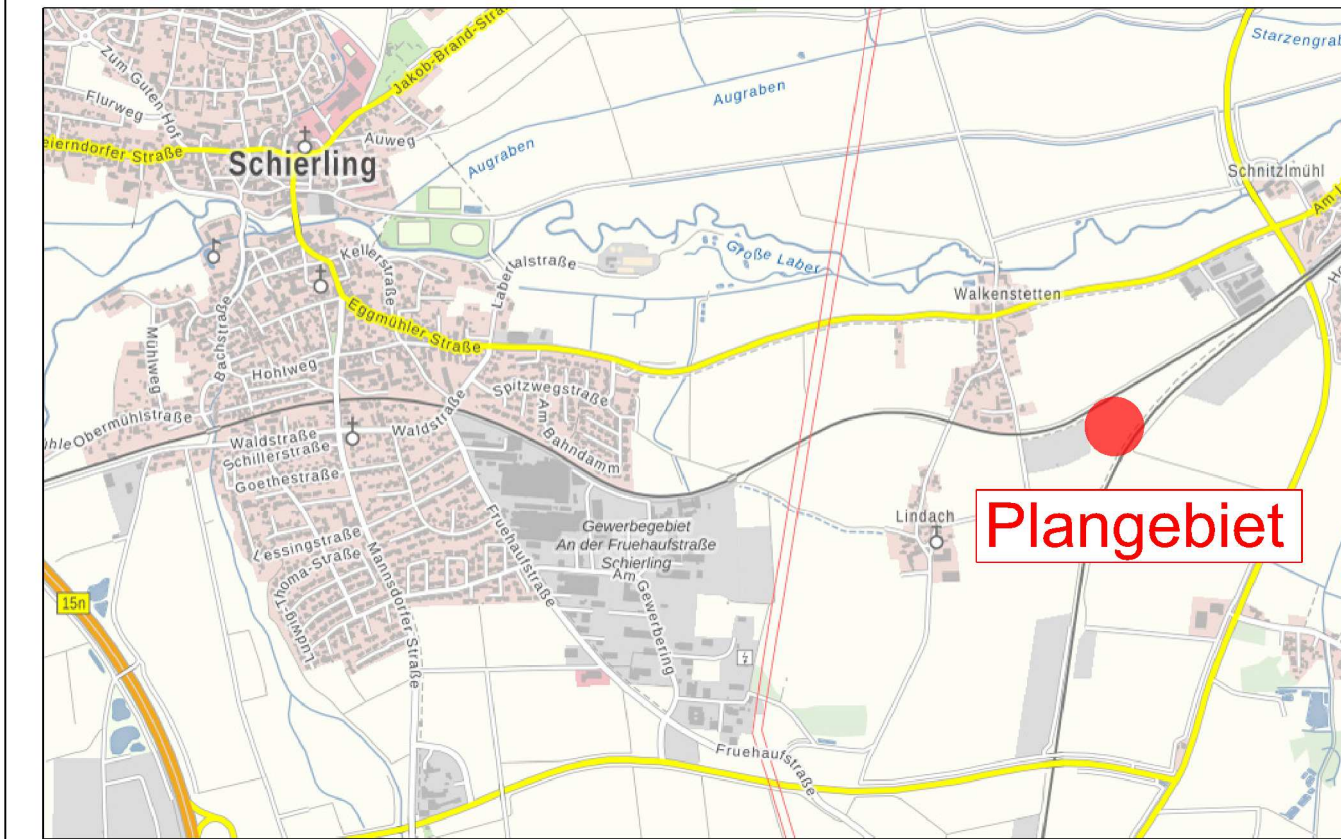 Starzengrab
Jakob-Brand-Straß
Zum Guten Hof
Flurweg
Augraben
Auweg
eierndorfer Straße
Schierling
Augraben
Schnitzlmühl
Am L
Kellerstraße
Labertalstraße
Große Laber
Walkenstetten
Eggmühler Straße
Mühlweg
Bachstraße
Hohlweg
Spitzwegstraße
Am Bahndamm
hle
Obermühlstraße
Waldstraße
Waldstraße
Schillerstraße
Goethestraße
Lindach
Plangebiet
Gewerbegebiet
An der Fruehaufstraße
Schierling
Fruehaufstraße
Lessingstraße
Ludwig-Thoma-Straße
Mannsdorfer Straße
Am Gewerbering
15n
Fruehaufstraße